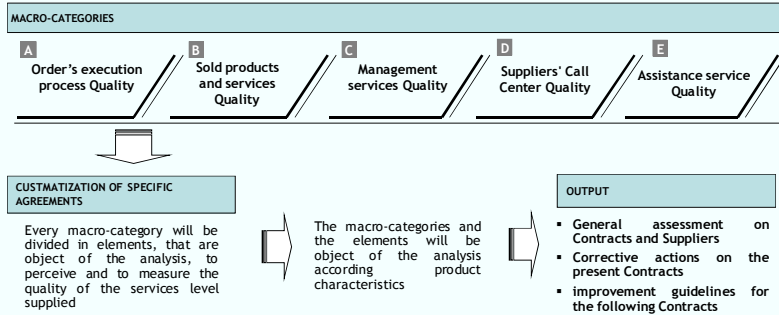 MACRO-CATEGORIES
A
Order's execution
process Quality
B
Sold products
and services
Quality
C
Management
services Quality
D
Suppliers' Call
Center Quality
E
Assistance service
Quality
CUSTMATIZATION OF SPECIFIC
AGREEMENTS
Every macro-category will be
divided in elements, that are
object of the analysis, to
perceive and to measure the
quality of the services level
supplied
The macro-categories and
the elements will be
object of the analysis
according product
characteristics
OUTPUT
▪ General assessment on
Contracts and Suppliers
▪ Corrective actions on the
present Contracts
▪ improvement guidelines for
the following Contracts